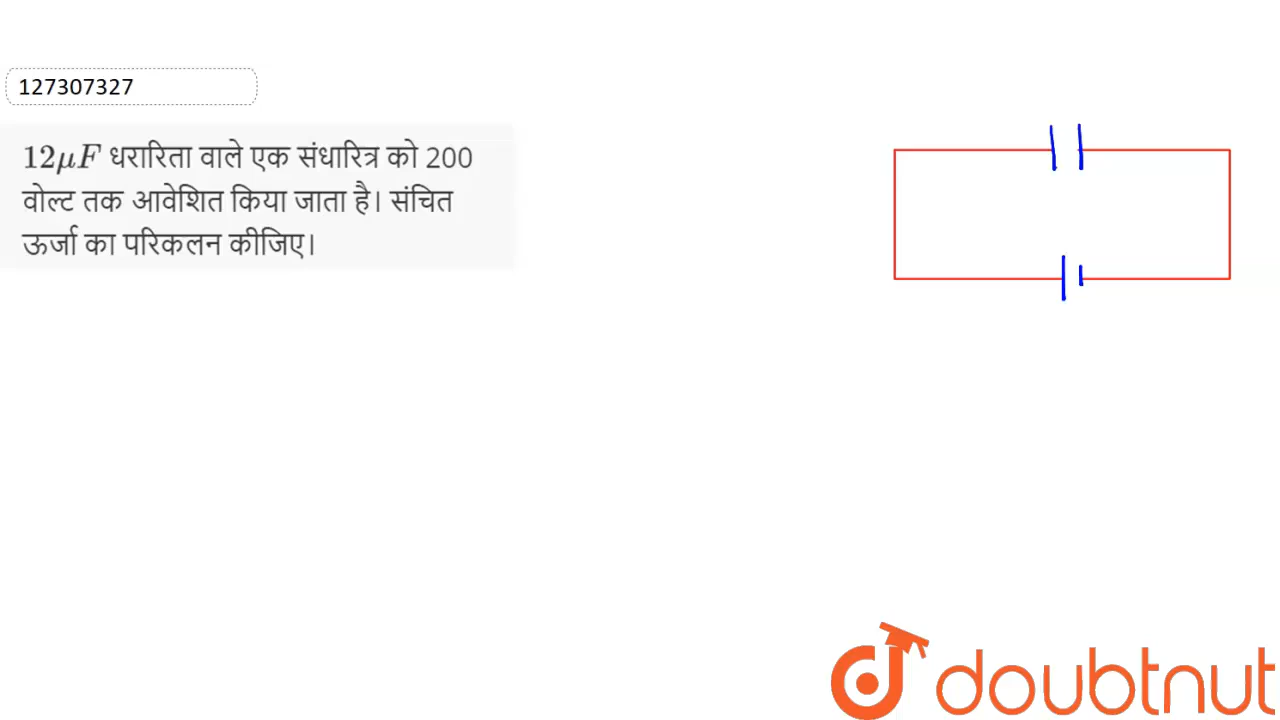 127307327
12μF धरारिता वाले एक संधारित्र को 200
वोल्ट तक आवेशित किया जाता है। संचित
ऊर्जा का परिकलन कीजिए।
doubtnut